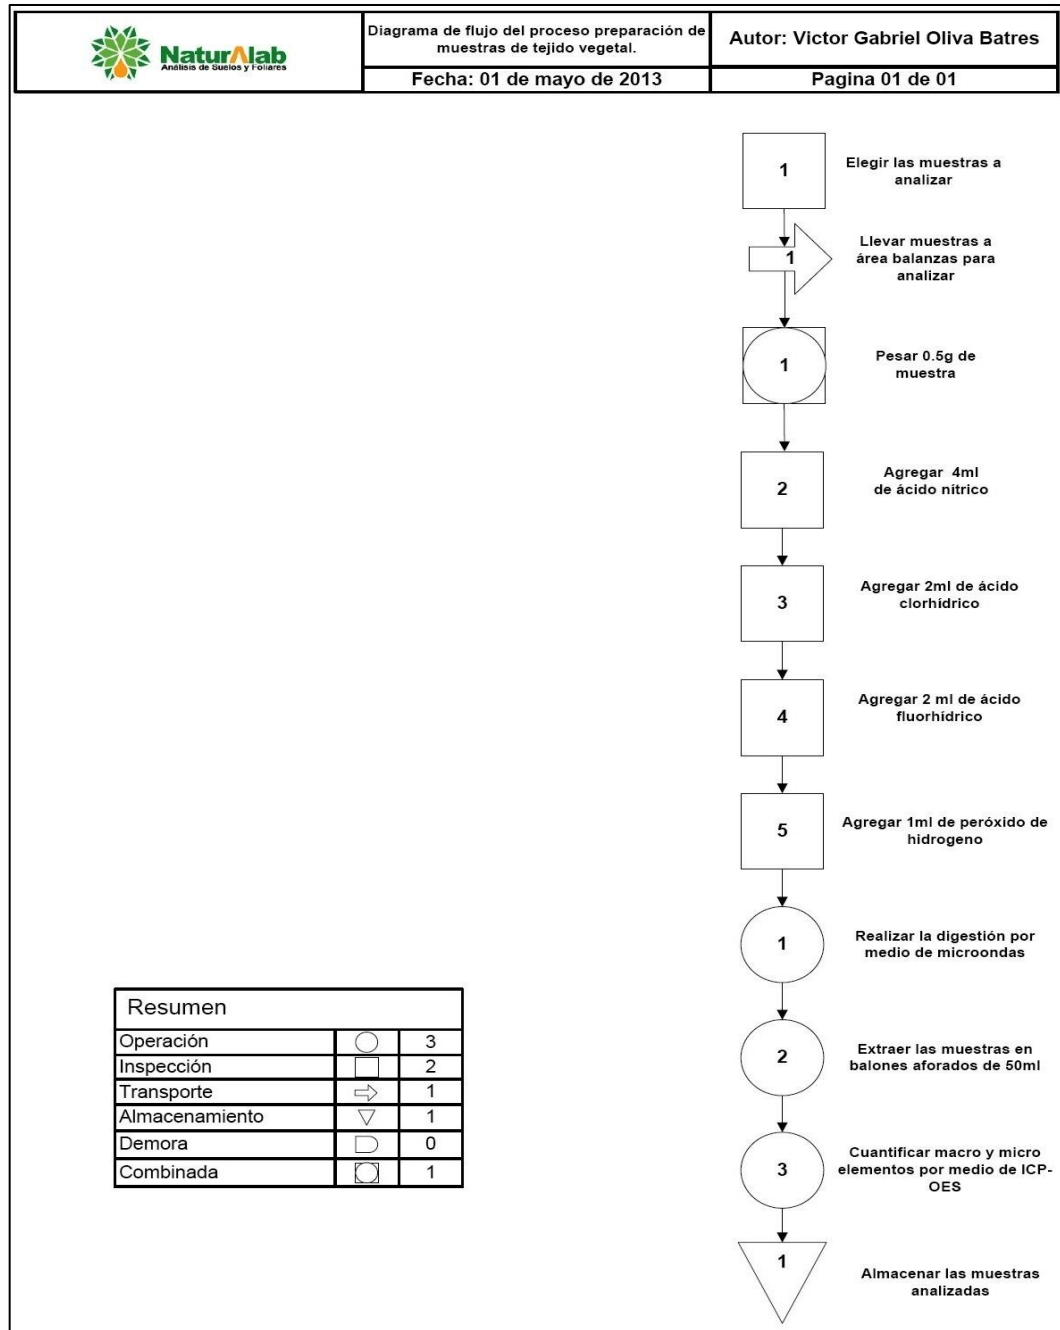 NaturAlab
Análisis de Suelos y Foliares
Diagrama de flujo del proceso preparación de
muestras de tejido vegetal.
Autor: Victor Gabriel Oliva Batres
Fecha: 01 de mayo de 2013
Pagina 01 de 01
1
Elegir las muestras a
analizar
1
Llevar muestras a
área balanzas para
analizar
1
Pesar 0.5g de
muestra
2
Agregar 4ml
de ácido nítrico
3
Agregar 2ml de ácido
clorhídrico
4
Agregar 2 ml de ácido
fluorhídrico
5
Agregar 1ml de peróxido de
hidrogeno
1
Realizar la digestión por
medio de microondas
2
Extraer las muestras en
balones aforados de 50ml
3
Cuantificar macro y micro
elementos por medio de ICP-
OES
1
Almacenar las muestras
analizadas
Resumen
Operación 3
Inspección 2
Transporte 1
Almacenamiento 1
Demora 0
Combinada 1